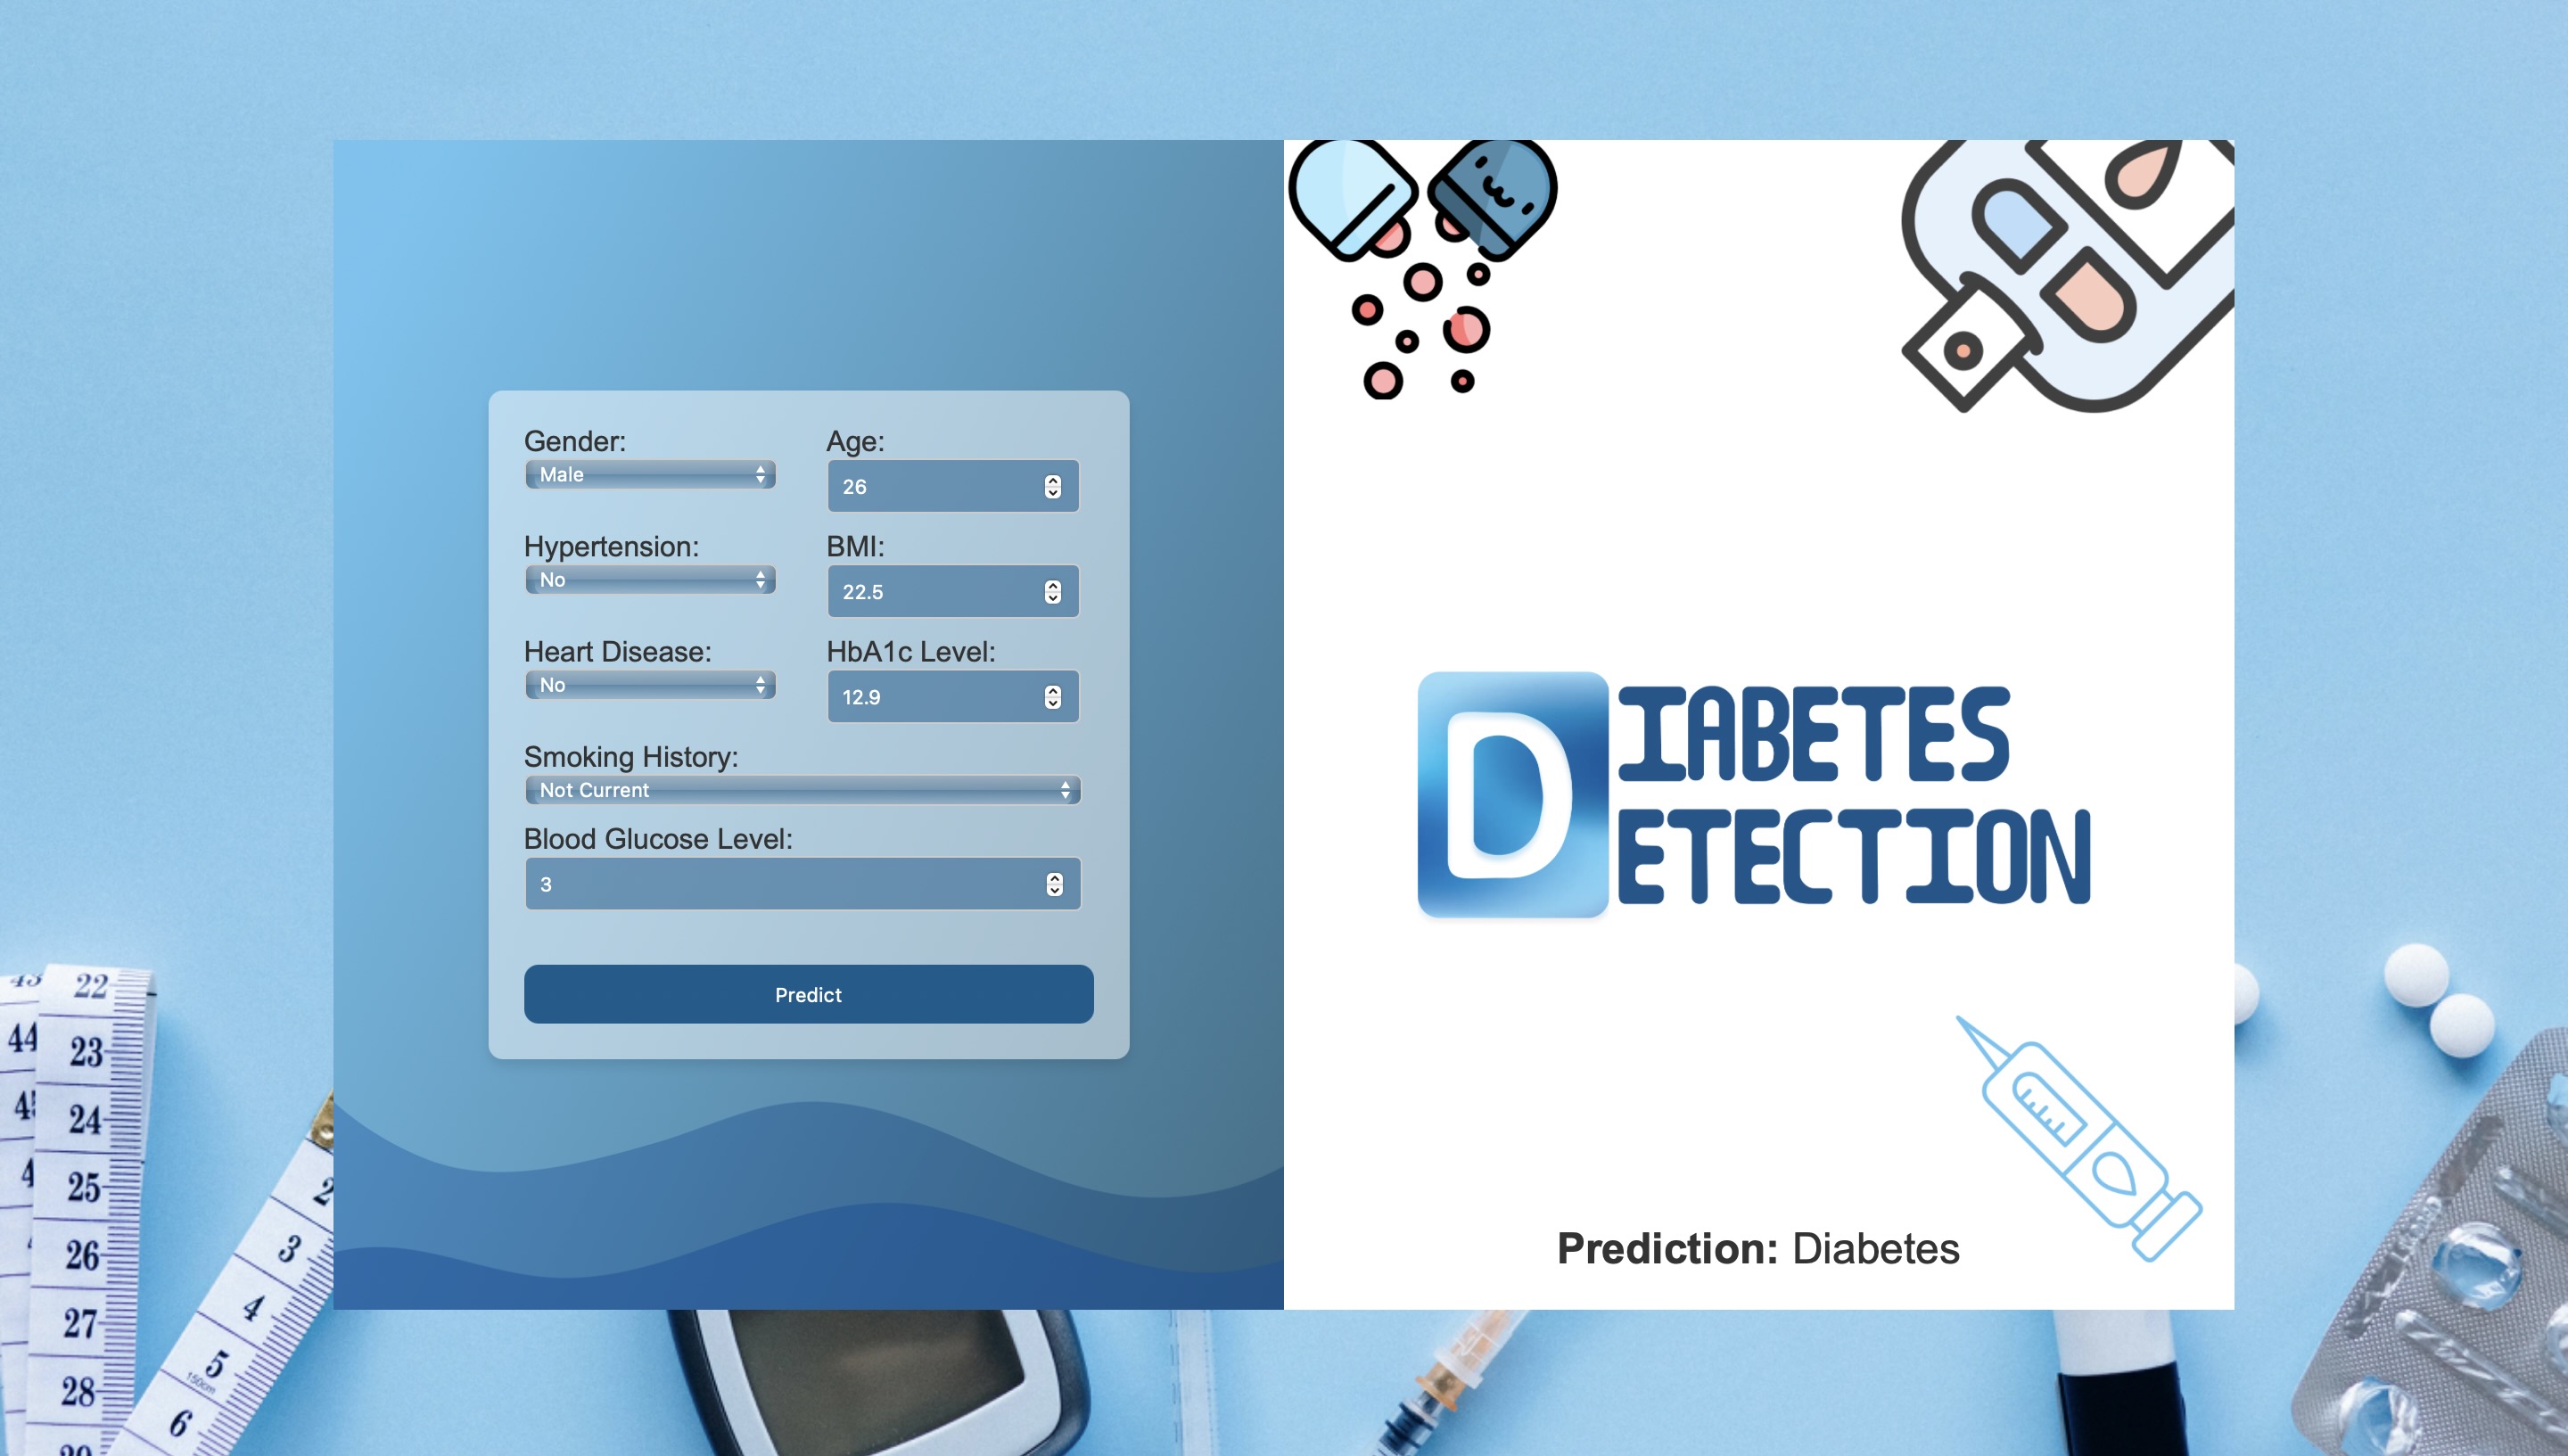 Gender:
Male
Age:
26
Hypertension:
No
BMI:
22.5
Heart Disease:
No
HbA1c Level:
12.9
Smoking History:
Not Current
Blood Glucose Level:
3
Predict
DIABETES
ETECTION
Prediction: Diabetes
22
44
23
24
25
26
27
28
2
3
4
5
150cm
6